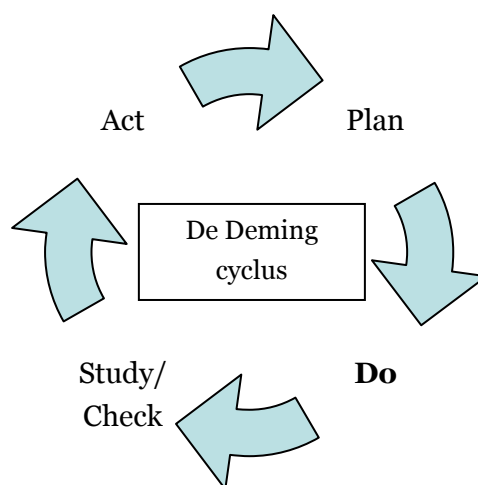 Act
Plan
De Deming
cyclus
Study/
Check
Do